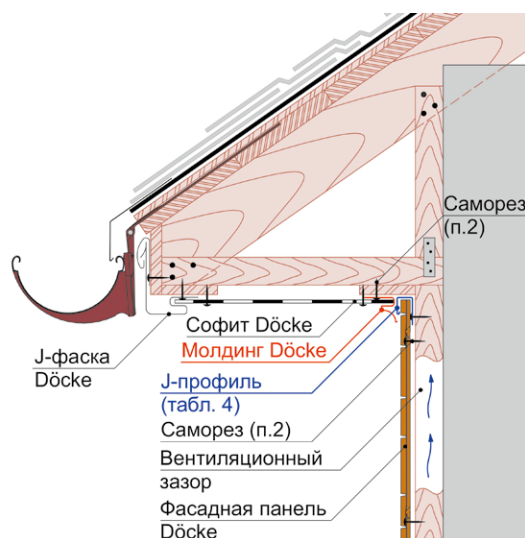 Саморез
(п.2)
Софит Döcke
Молдинг Döcke
J-фаска
Döcke
J-профиль
(табл. 4)
Саморез (п.2)
Вентиляционный
зазор
Фасадная панель
Döcke